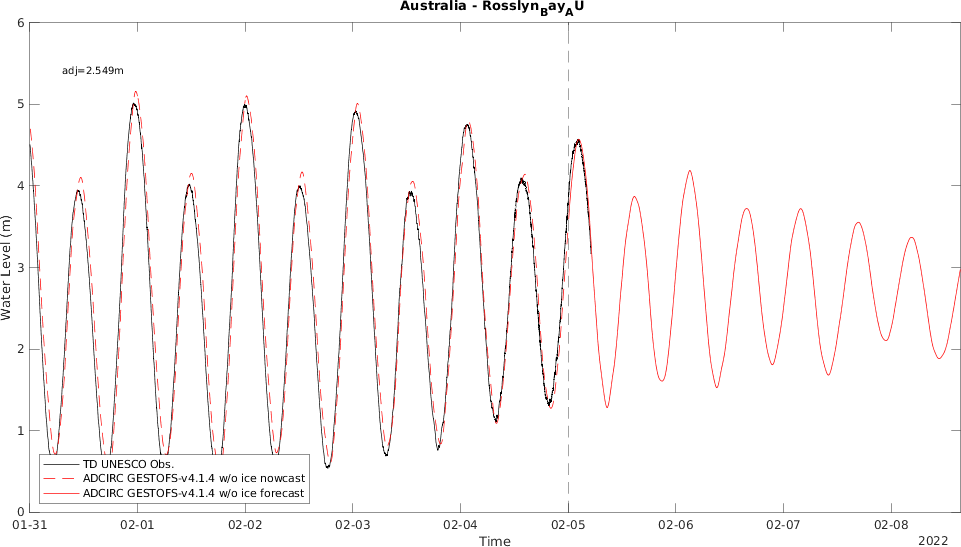 Australia - Rosslyn_Bay_AU
adj=2.549m
6
5
4
3
2
1
0
Water Level (m)
TD UNESCO Obs.
ADCIRC GESTOFS-v4.1.4 w/o ice nowcast
ADCIRC GESTOFS-v4.1.4 w/o ice forecast
01-31 02-01 02-02 02-03 02-04 02-05 02-06 02-07 02-08
Time
2022